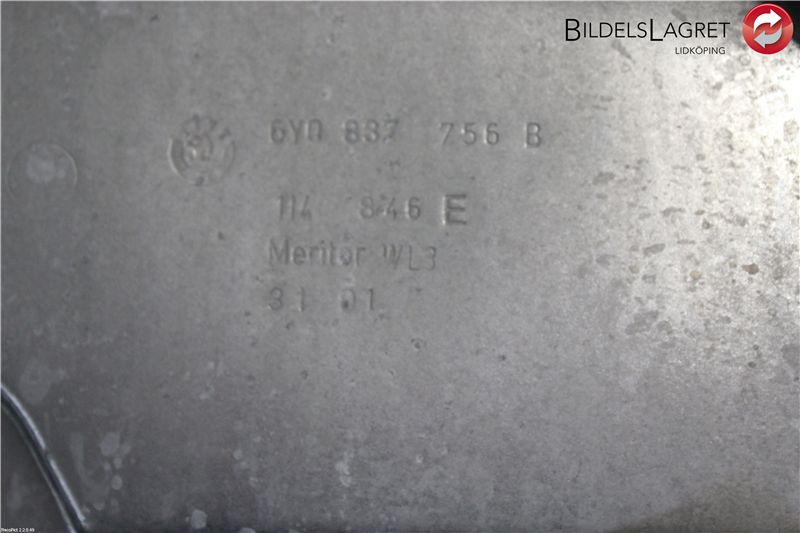 BILDELSLAGRET
LIDKÖPING
6Y0 837 756 B
114 846 E
Meritor WL3
31 01